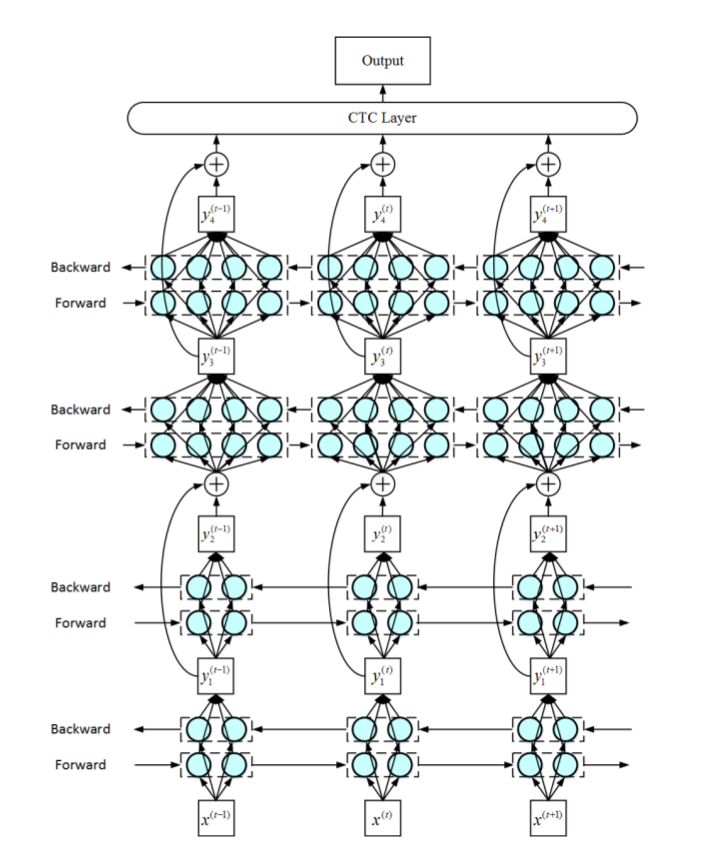 Output
CTC Layer
+ + +
y₄⁽ᵗ⁻¹⁾ y₄⁽ᵗ⁾ y₄⁽ᵗ⁺¹⁾
Backward
Forward
y₃⁽ᵗ⁻¹⁾ y₃⁽ᵗ⁾ y₃⁽ᵗ⁺¹⁾
Backward
Forward
+ + +
y₂⁽ᵗ⁻¹⁾ y₂⁽ᵗ⁾ y₂⁽ᵗ⁺¹⁾
Backward
Forward
y₁⁽ᵗ⁻¹⁾ y₁⁽ᵗ⁾ y₁⁽ᵗ⁺¹⁾
Backward
Forward
x⁽ᵗ⁻¹⁾ x⁽ᵗ⁾ x⁽ᵗ⁺¹⁾